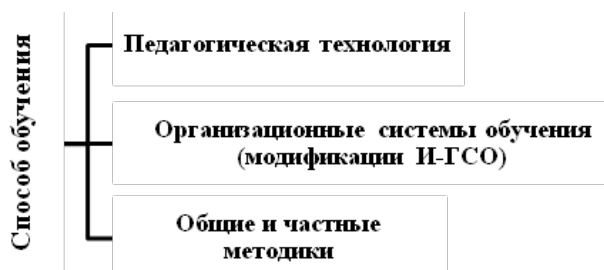 Способ обучения
Педагогическая технология
Организационные системы обучения
(модификации И-ГСО)
Общие и частные
методики